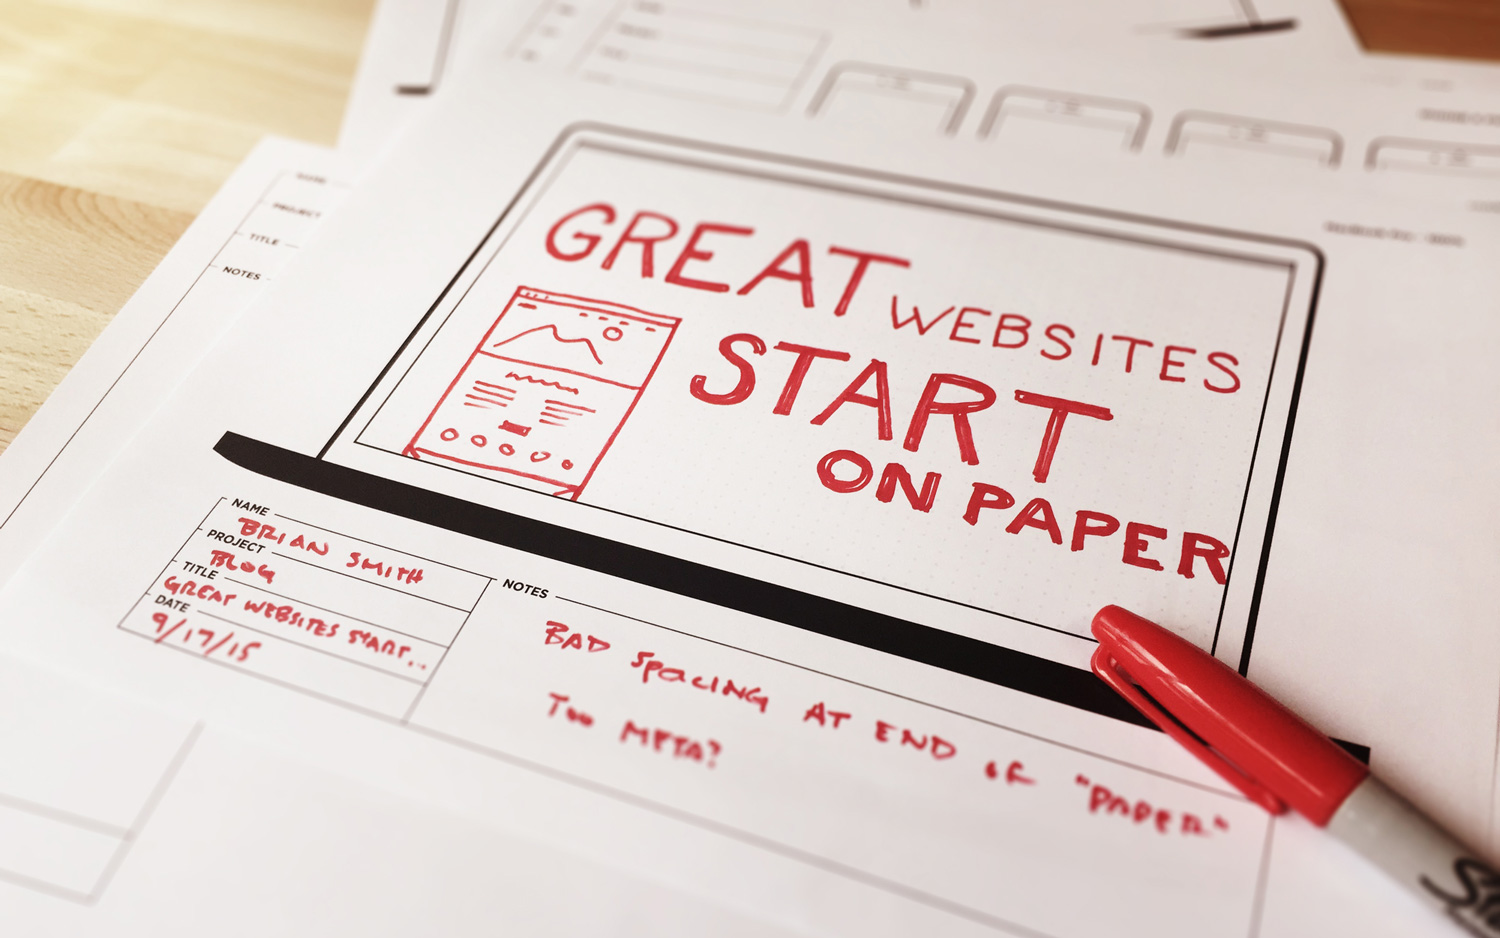 GREAT WEBSITES
START
ON PAPER
NAME
BRIAN SMITH
PROJECT
BLOG
TITLE
GREAT WEBSITES START...
DATE
9/17/15
NOTES
BAD SPACING AT END OF "PAPER"
TOO META?
NAME
PROJECT
TITLE
NOTES